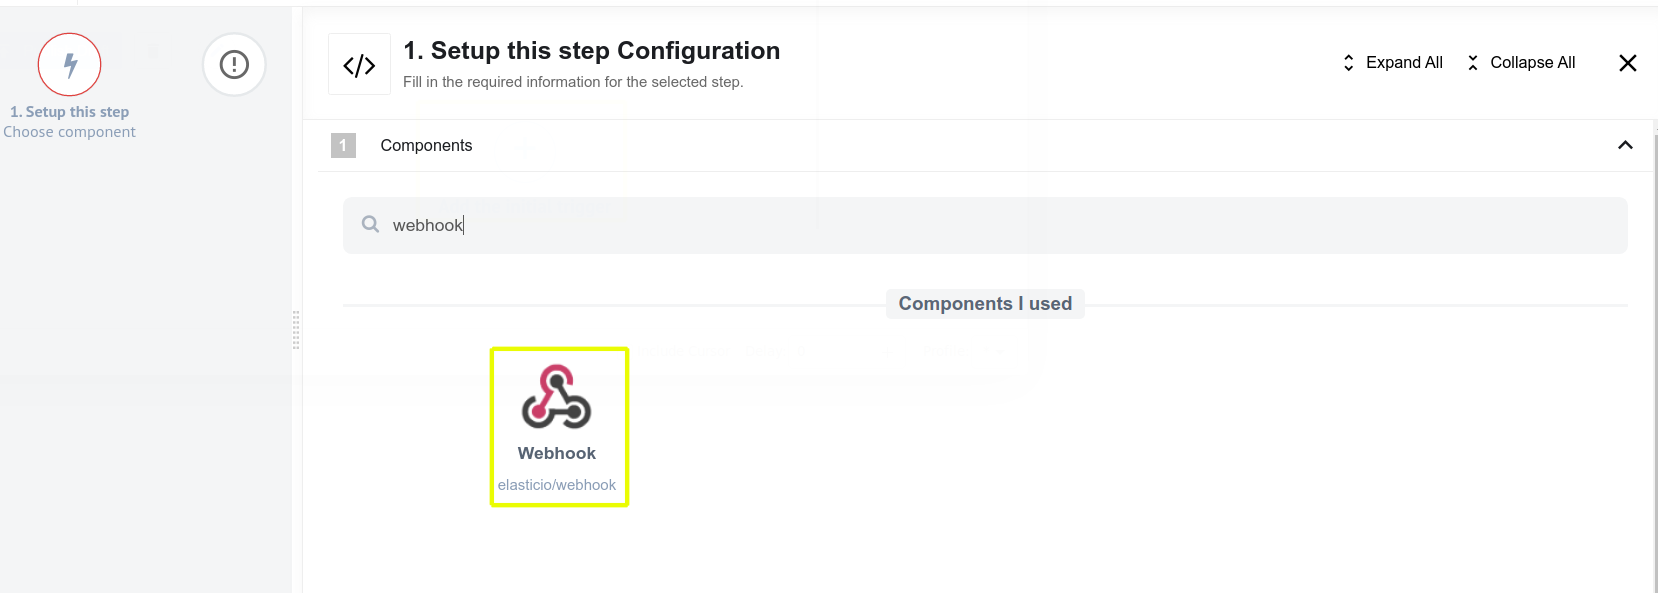 1. Setup this step
Choose component
1. Setup this step Configuration
Fill in the required information for the selected step.
Expand All
Collapse All
1
Components
webhook
Components I used
Webhook
elasticio/webhook